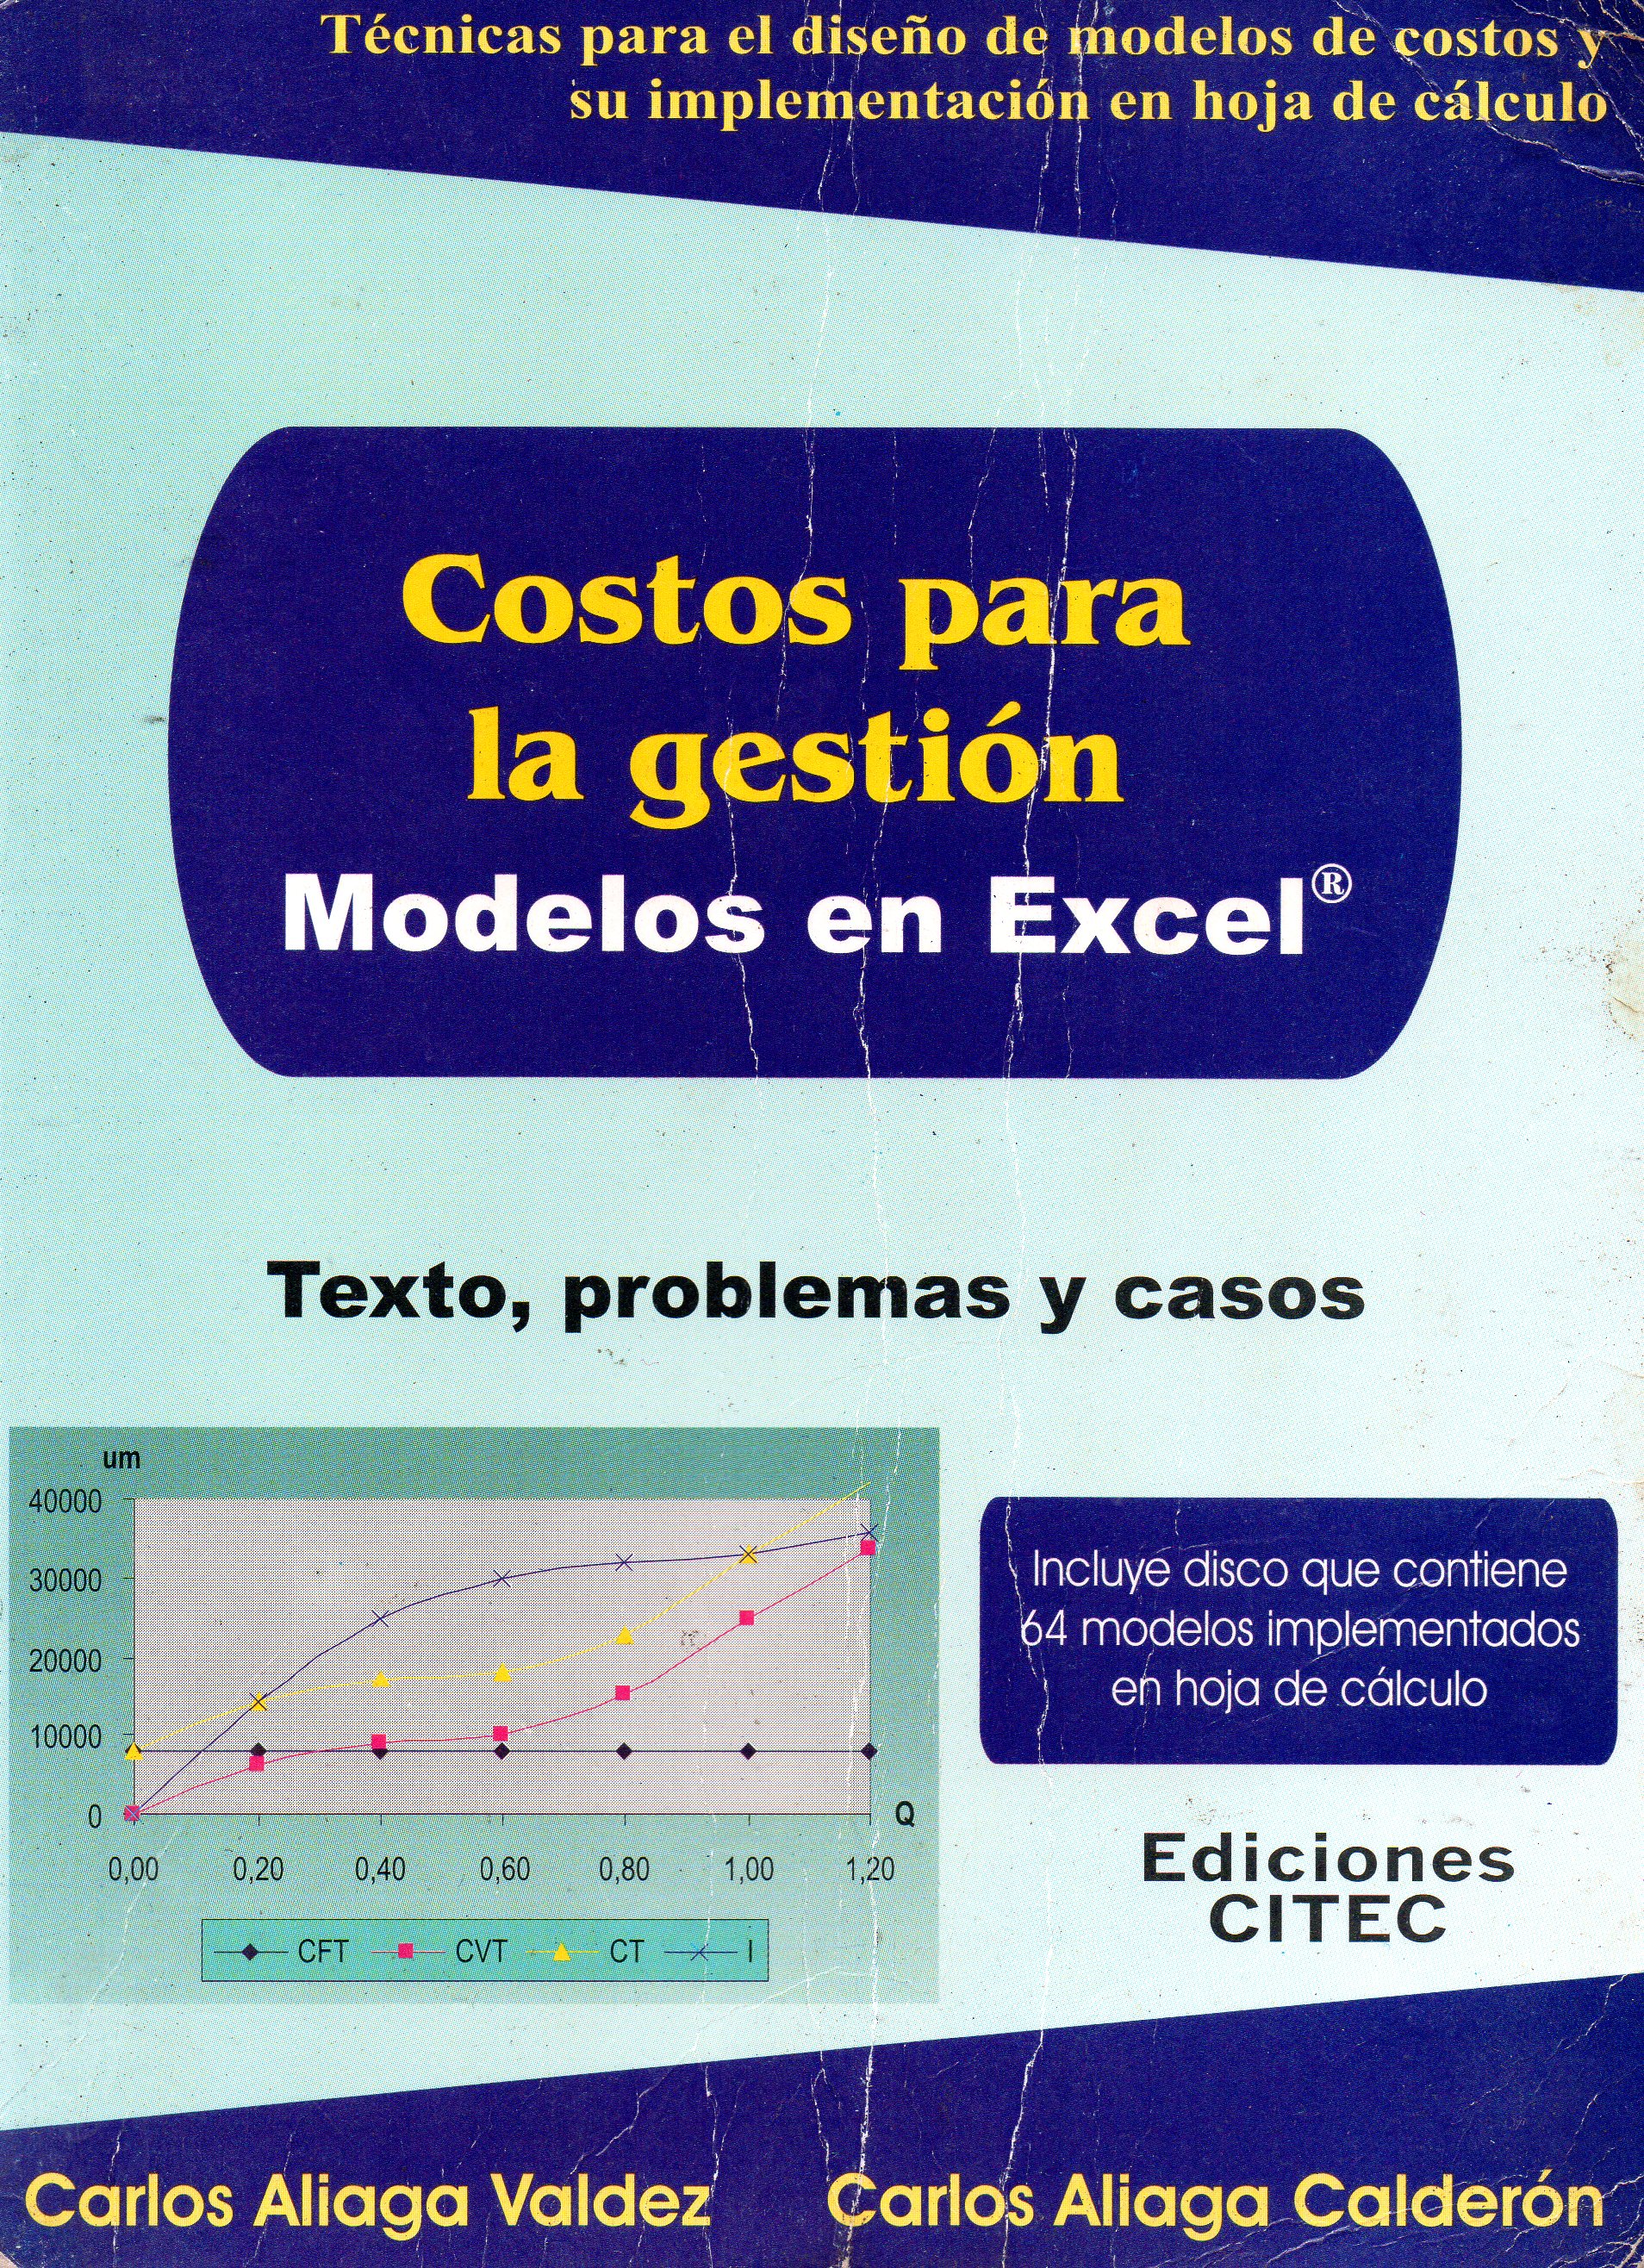 Técnicas para el diseño de modelos de costos y
su implementación en hoja de cálculo
Costos para
la gestión
Modelos en Excel®
Texto, problemas y casos
um
40000
30000
20000
10000
0
Q
0,00 0,20 0,40 0,60 0,80 1,00 1,20
CFT CVT CT I
Incluye disco que contiene
64 modelos implementados
en hoja de cálculo
Ediciones
CITEC
Carlos Aliaga Valdez Carlos Aliaga Calderón